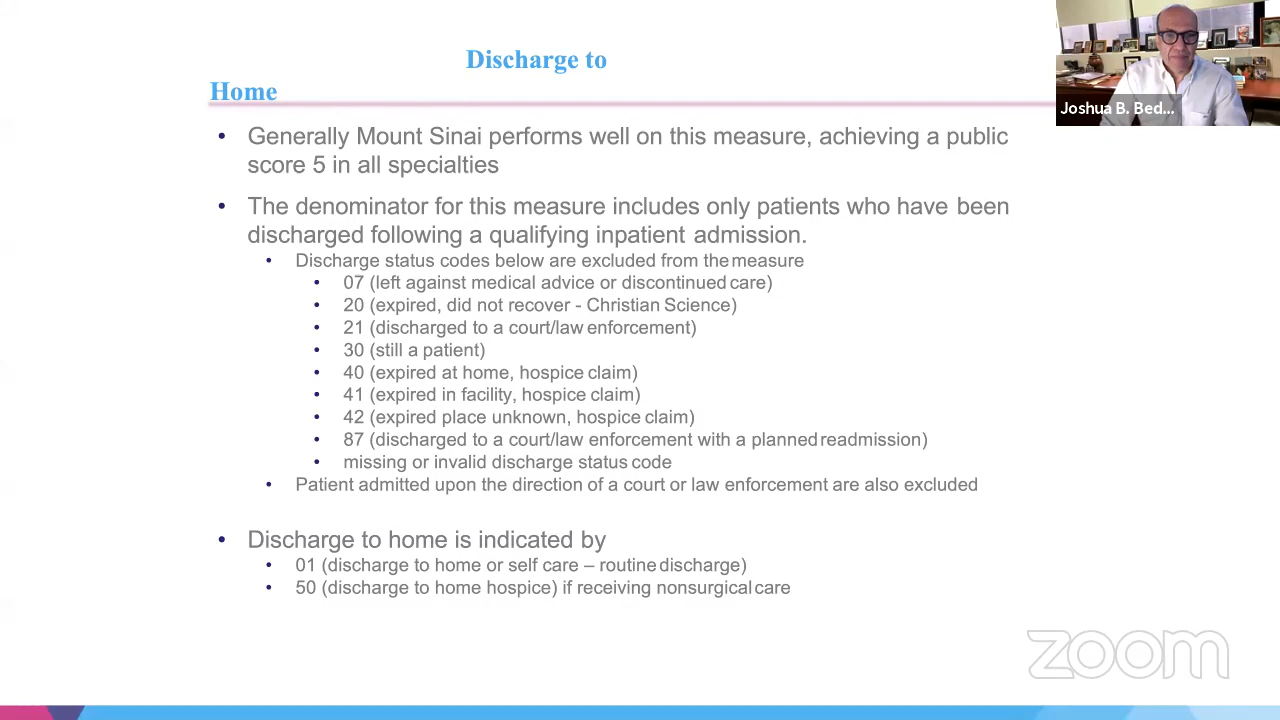 Discharge to
Home
Joshua B. Bed...
• Generally Mount Sinai performs well on this measure, achieving a public
score 5 in all specialties
• The denominator for this measure includes only patients who have been
discharged following a qualifying inpatient admission.
• Discharge status codes below are excluded from the measure
• 07 (left against medical advice or discontinued care)
• 20 (expired, did not recover - Christian Science)
• 21 (discharged to a court/law enforcement)
• 30 (still a patient)
• 40 (expired at home, hospice claim)
• 41 (expired in facility, hospice claim)
• 42 (expired place unknown, hospice claim)
• 87 (discharged to a court/law enforcement with a planned readmission)
• missing or invalid discharge status code
• Patient admitted upon the direction of a court or law enforcement are also excluded
• Discharge to home is indicated by
• 01 (discharge to home or self care – routine discharge)
• 50 (discharge to home hospice) if receiving nonsurgical care
zoom